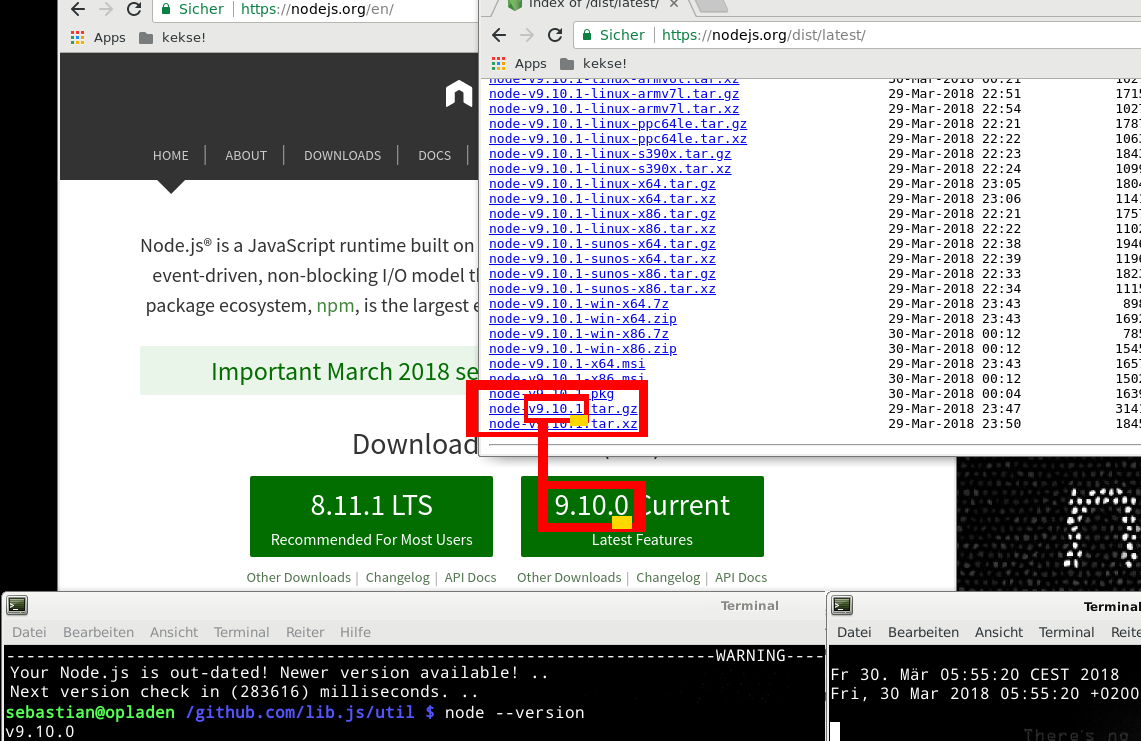 Sicher https://nodejs.org/en/
Apps kekse!
HOME ABOUT DOWNLOADS DOCS
Node.js® is a JavaScript runtime built on
event-driven, non-blocking I/O model
package ecosystem, npm, is the largest
Important March 2018
Download
8.11.1 LTS
Recommended For Most Users
9.10.0 Current
Latest Features
Other Downloads | Changelog | API Docs
Other Downloads | Changelog | API Docs
Index of /dist/latest/
Sicher https://nodejs.org/dist/latest/
Apps kekse!
node-v9.10.1-linux-armv6l.tar.xz 30-Mar-2018 00:21
node-v9.10.1-linux-armv7l.tar.gz 29-Mar-2018 22:51 1715
node-v9.10.1-linux-armv7l.tar.xz 29-Mar-2018 22:54 1027
node-v9.10.1-linux-ppc64le.tar.gz 29-Mar-2018 22:21 1787
node-v9.10.1-linux-ppc64le.tar.xz 29-Mar-2018 22:22 1063
node-v9.10.1-linux-s390x.tar.gz 29-Mar-2018 22:23 1843
node-v9.10.1-linux-s390x.tar.xz 29-Mar-2018 22:24 1099
node-v9.10.1-linux-x64.tar.gz 29-Mar-2018 23:05 1804
node-v9.10.1-linux-x64.tar.xz 29-Mar-2018 23:06 1141
node-v9.10.1-linux-x86.tar.gz 29-Mar-2018 22:21 1757
node-v9.10.1-linux-x86.tar.xz 29-Mar-2018 22:22 1102
node-v9.10.1-sunos-x64.tar.gz 29-Mar-2018 22:38 1946
node-v9.10.1-sunos-x64.tar.xz 29-Mar-2018 22:39 1196
node-v9.10.1-sunos-x86.tar.gz 29-Mar-2018 22:33 1821
node-v9.10.1-sunos-x86.tar.xz 29-Mar-2018 22:34 1115
node-v9.10.1-win-x64.7z 29-Mar-2018 23:43 898
node-v9.10.1-win-x64.zip 29-Mar-2018 23:43 1692
node-v9.10.1-win-x86.7z 30-Mar-2018 00:12 785
node-v9.10.1-win-x86.zip 30-Mar-2018 00:12 1545
node-v9.10.1-x64.msi 29-Mar-2018 23:43 1657
node-v9.10.1-x86.msi 30-Mar-2018 00:12 1502
node-v9.10.1.pkg 30-Mar-2018 00:04 1639
node-v9.10.1.tar.gz 29-Mar-2018 23:47 3141
node-v9.10.1.tar.xz 29-Mar-2018 23:50 1845
Terminal
Datei Bearbeiten Ansicht Terminal Reiter Hilfe
------------------------------------------------------------------------WARNING----
Your Node.js is out-dated! Newer version available! ..
Next version check in (283616) milliseconds. ..
sebastian@opladen /github.com/lib.js/util $ node --version
v9.10.0
Terminal
Datei Bearbeiten Ansicht Terminal Reite
Fr 30. Mär 05:55:20 CEST 2018
Fri, 30 Mar 2018 05:55:20 +0200
There's no